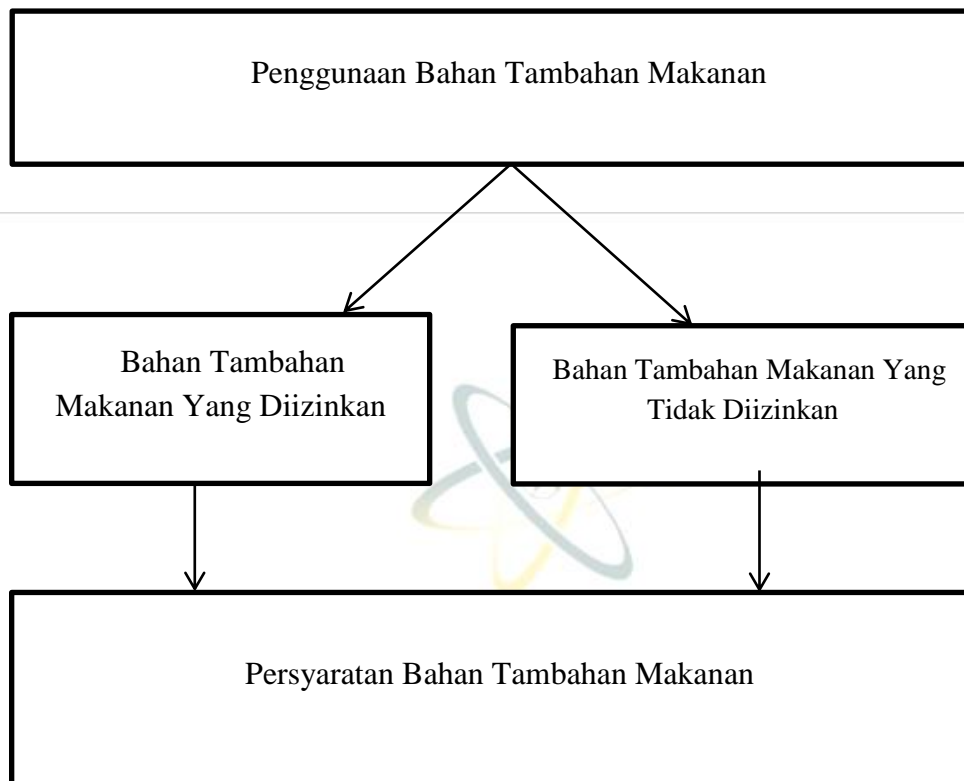 Penggunaan Bahan Tambahan Makanan
Bahan Tambahan
Makanan Yang Diizinkan
Bahan Tambahan Makanan Yang
Tidak Diizinkan
Persyaratan Bahan Tambahan Makanan